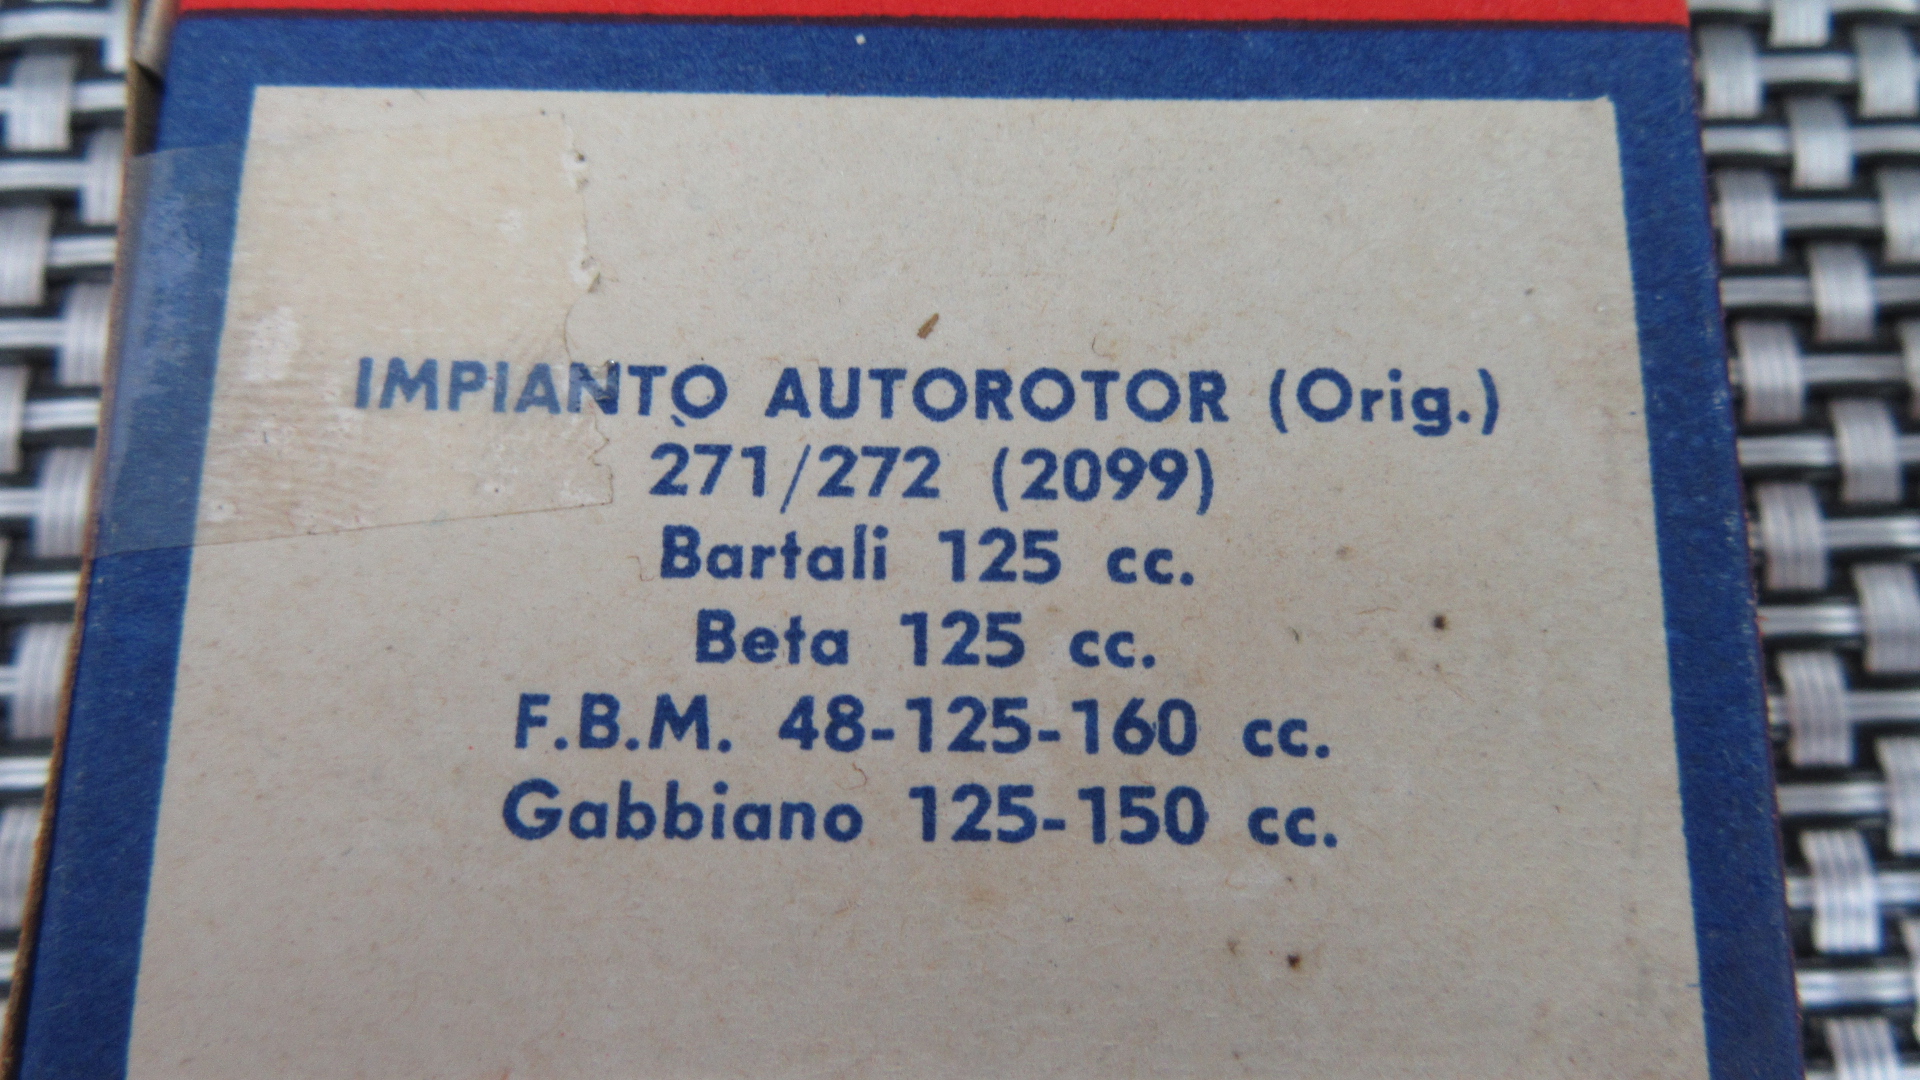 IMPIANTO AUTOROTOR (Orig.)
271/272 (2099)
Bartali 125 cc.
Beta 125 cc.
F.B.M. 48-125-160 cc.
Gabbiano 125-150 cc.